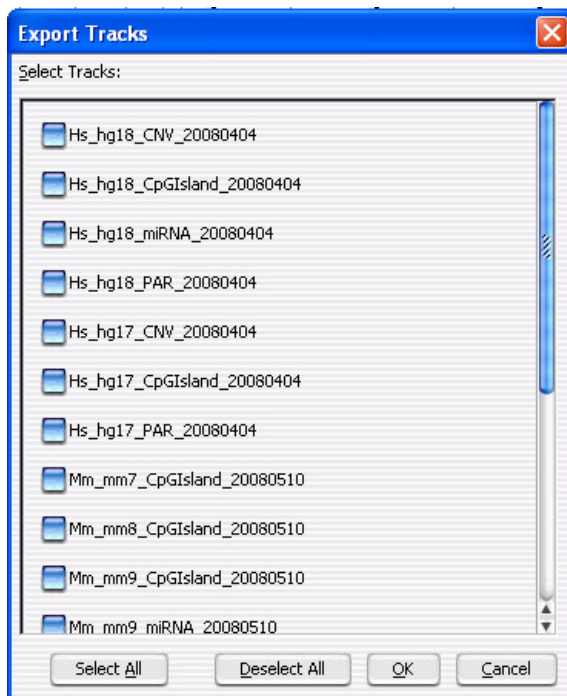 Export Tracks
Select Tracks:
Hs_hg18_CNV_20080404
Hs_hg18_CpGIsland_20080404
Hs_hg18_miRNA_20080404
Hs_hg18_PAR_20080404
Hs_hg17_CNV_20080404
Hs_hg17_CpGIsland_20080404
Hs_hg17_PAR_20080404
Mm_mm7_CpGIsland_20080510
Mm_mm8_CpGIsland_20080510
Mm_mm9_CpGIsland_20080510
Mm_mm9_miRNA_20080510
Select All Deselect All OK Cancel